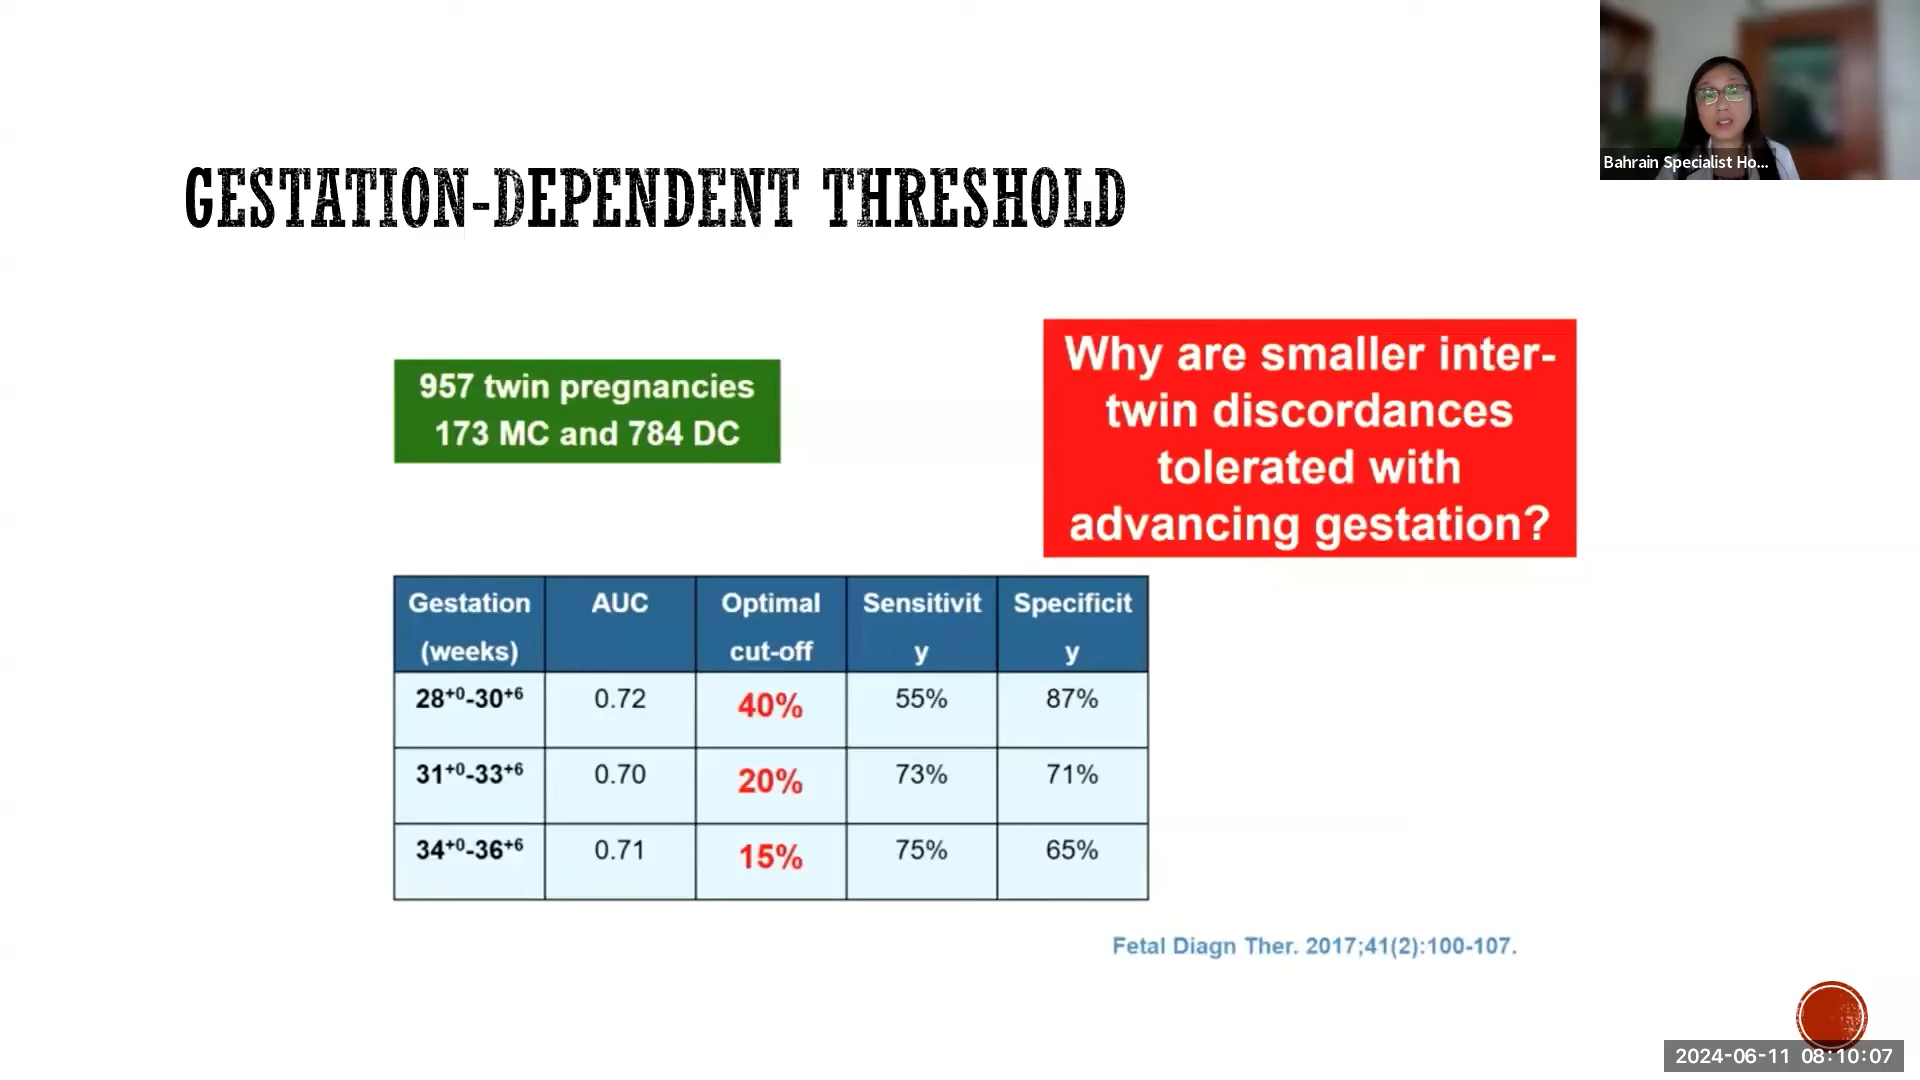 Bahrain Specialist Ho...
GESTATION-DEPENDENT THRESHOLD
957 twin pregnancies
173 MC and 784 DC
Why are smaller inter-
twin discordances
tolerated with
advancing gestation?
Gestation (weeks) AUC Optimal cut-off Sensitivit y Specificit y
28+0-30+6 0.72 40% 55% 87%
31+0-33+6 0.70 20% 73% 71%
34+0-36+6 0.71 15% 75% 65%
Fetal Diagn Ther. 2017;41(2):100-107.
2024-06-11 08:10:07